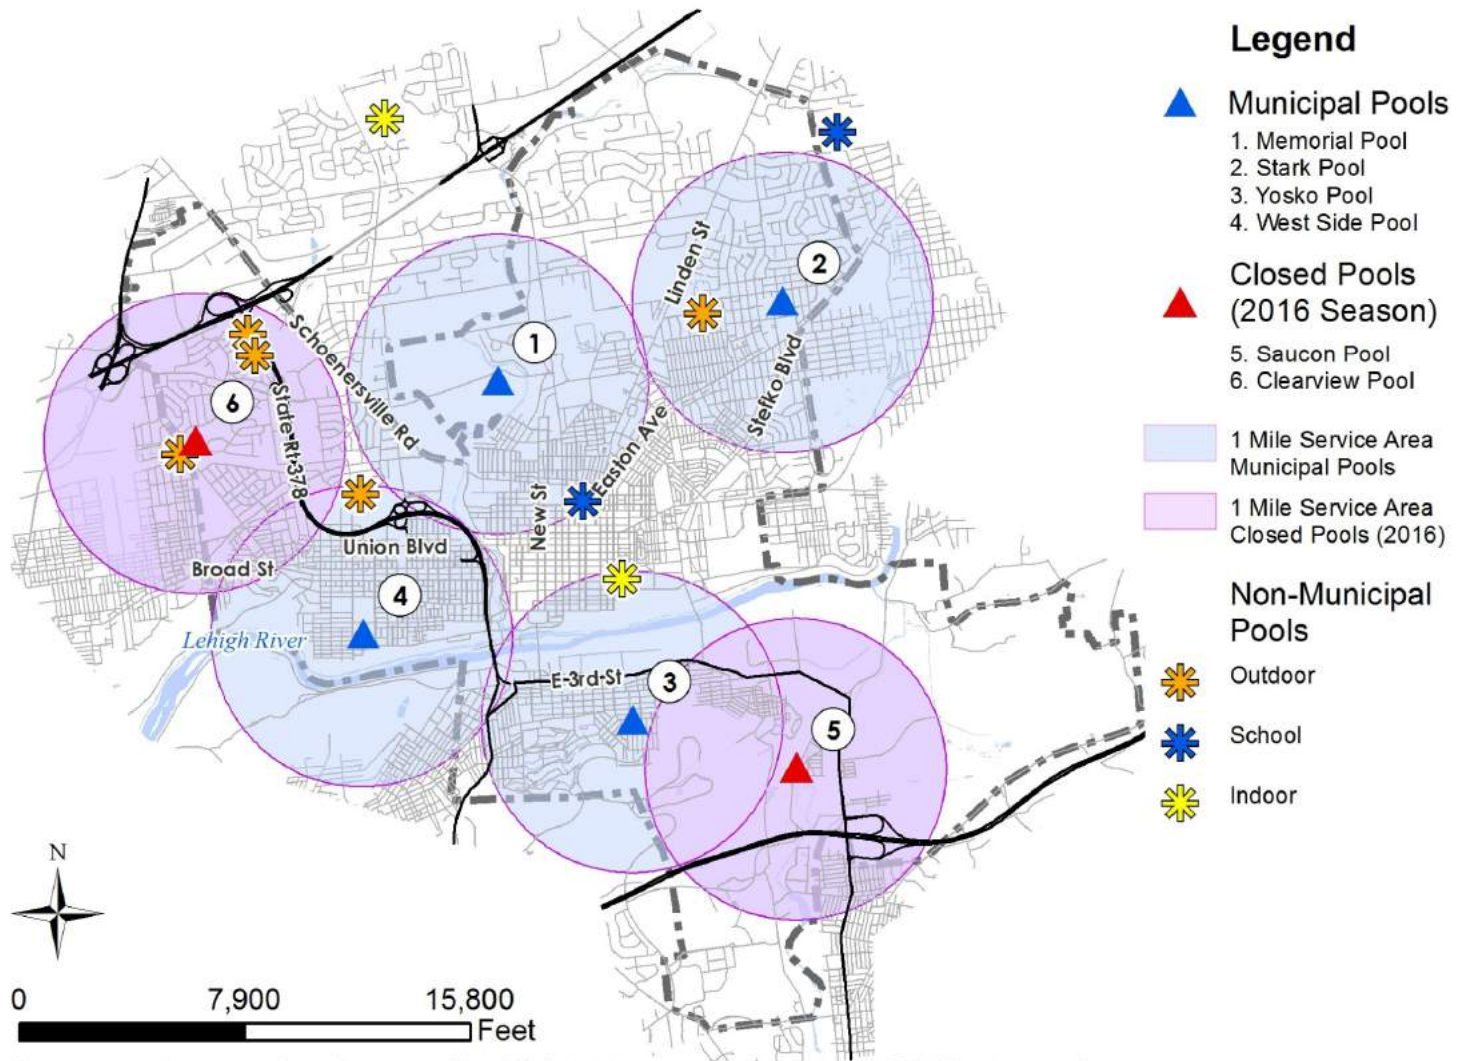 Legend
Municipal Pools
1. Memorial Pool
2. Stark Pool
3. Yosko Pool
4. West Side Pool
Closed Pools
(2016 Season)
5. Saucon Pool
6. Clearview Pool
1 Mile Service Area
Municipal Pools
1 Mile Service Area
Closed Pools (2016)
Non-Municipal
Pools
Outdoor
School
Indoor
2
Linden St
1
Schoenersville Rd
6
State Rt 378
Stefko Blvd
Easton Ave
New St
Union Blvd
Broad St
4
Lehigh River
E 3rd St
3
5
N
0
7,900
15,800
Feet